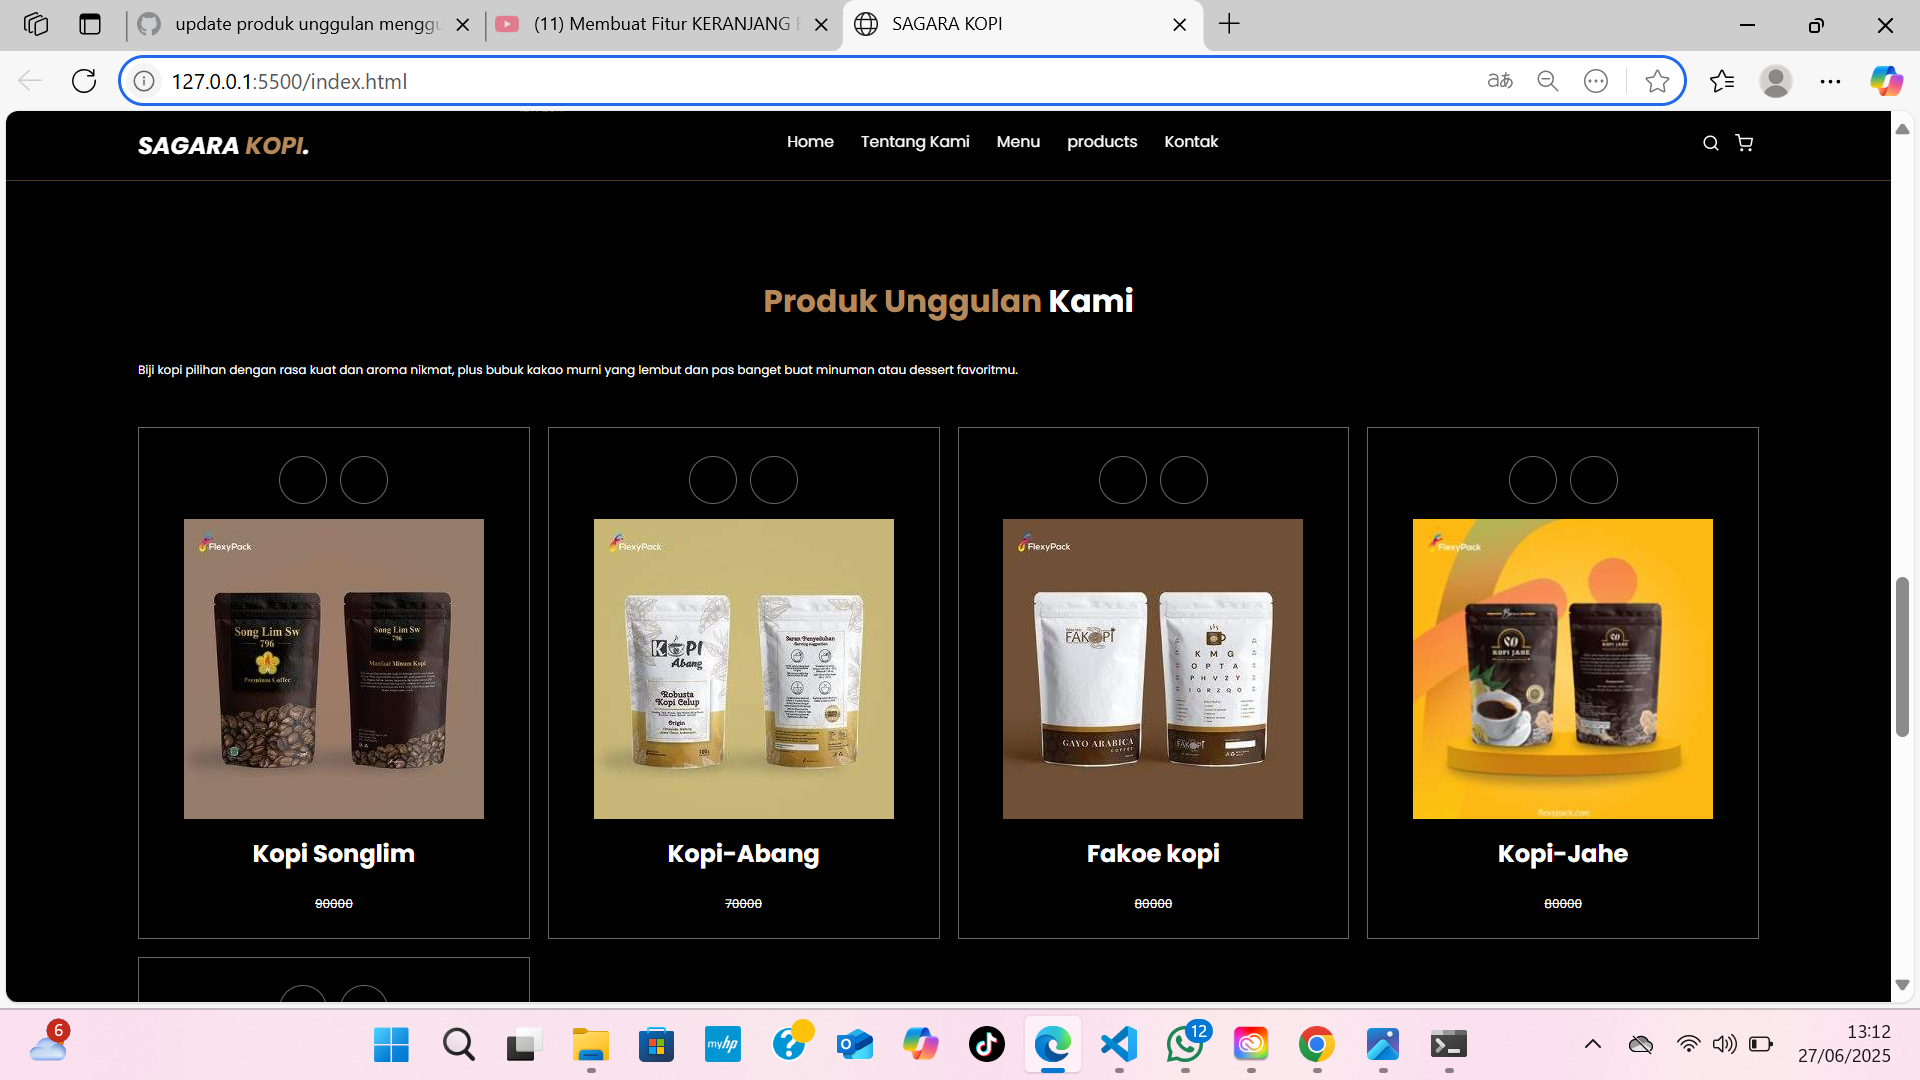 update produk unggulan menggu
(11) Membuat Fitur KERANJANG B
SAGARA KOPI
127.0.0.1:5500/index.html
SAGARA KOPI.
Home
Tentang Kami
Menu
products
Kontak
Produk Unggulan Kami
Biji kopi pilihan dengan rasa kuat dan aroma nikmat, plus bubuk kakao murni yang lembut dan pas banget buat minuman atau dessert favoritmu.
FlexyPack
Song Lim Sw
796
Premium Coffee
Song Lim Sw
796
Manfaat Minum Kopi
Kopi Songlim
90000
FlexyPack
KOPI
Abang
Robusta
Kopi Celup
Origin
Saran Penyeduhan
Kopi-Abang
70000
FlexyPack
FAKOPI
GAYO ARABICA
COFFEE
K M G
O P T A
P H V Z Y
I G R Z Q O
FAKOPI
Fakoe kopi
80000
FlexyPack
KOPI JAHE
KOPI JAHE
flexypack.com
Kopi-Jahe
80000
6
myhp
12
13:12
27/06/2025